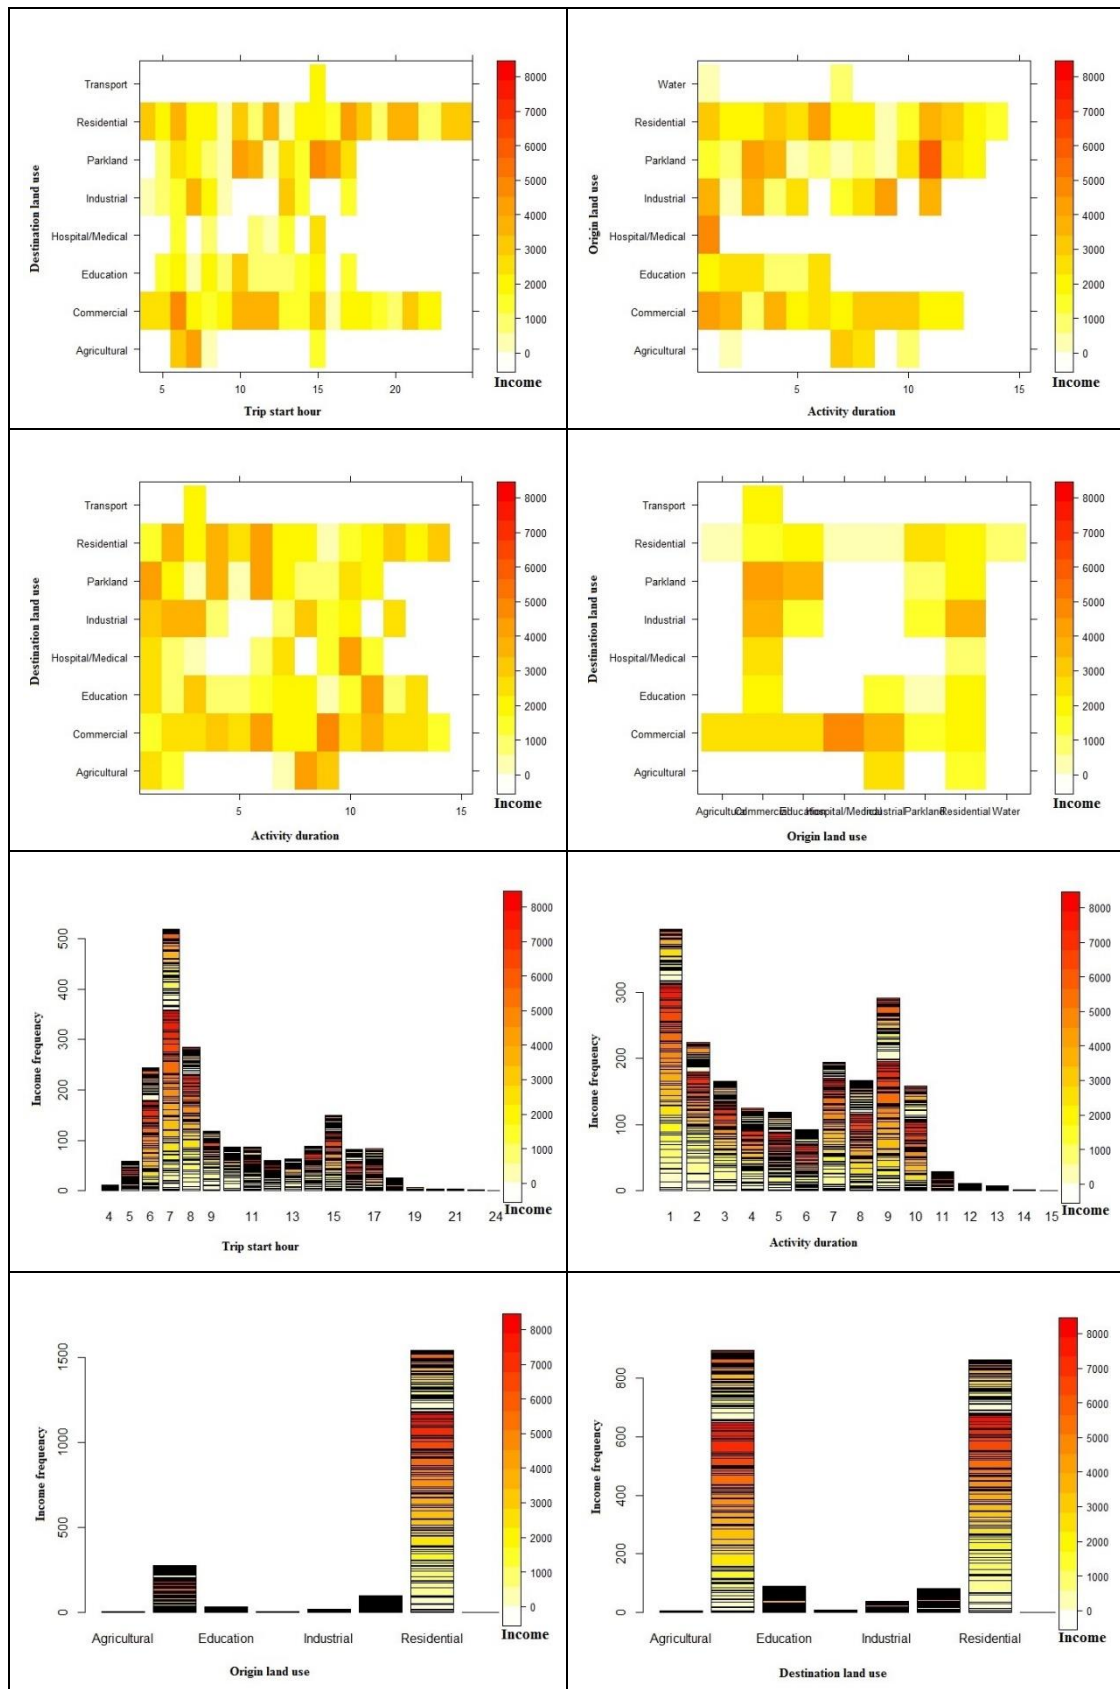 Destination land use
Transport
Residential
Parkland
Industrial
Hospital/Medical
Education
Commercial
Agricultural
5 10 15 20
Trip start hour
8000
7000
6000
5000
4000
3000
2000
1000
0
Income
Origin land use
Water
Residential
Parkland
Industrial
Hospital/Medical
Education
Commercial
Agricultural
5 10 15
Activity duration
8000
7000
6000
5000
4000
3000
2000
1000
0
Income
Destination land use
Transport
Residential
Parkland
Industrial
Hospital/Medical
Education
Commercial
Agricultural
5 10 15
Activity duration
8000
7000
6000
5000
4000
3000
2000
1000
0
Income
Destination land use
Transport
Residential
Parkland
Industrial
Hospital/Medical
Education
Commercial
Agricultural
Agricultural Commercial Education Hospital/Medical Industrial Parkland Residential Water
Origin land use
8000
7000
6000
5000
4000
3000
2000
1000
0
Income
Income frequency
500
400
300
200
100
0
4 5 6 7 8 9 11 13 15 17 19 21 24
Trip start hour
8000
7000
6000
5000
4000
3000
2000
1000
0
Income
Income frequency
300
200
100
0
1 2 3 4 5 6 7 8 9 10 11 12 13 14 15
Activity duration
8000
7000
6000
5000
4000
3000
2000
1000
0
Income
Income frequency
1500
1000
500
0
Agricultural Education Industrial Residential
Origin land use
8000
7000
6000
5000
4000
3000
2000
1000
0
Income
Income frequency
800
600
400
200
0
Agricultural Education Industrial Residential
Destination land use
8000
7000
6000
5000
4000
3000
2000
1000
0
Income